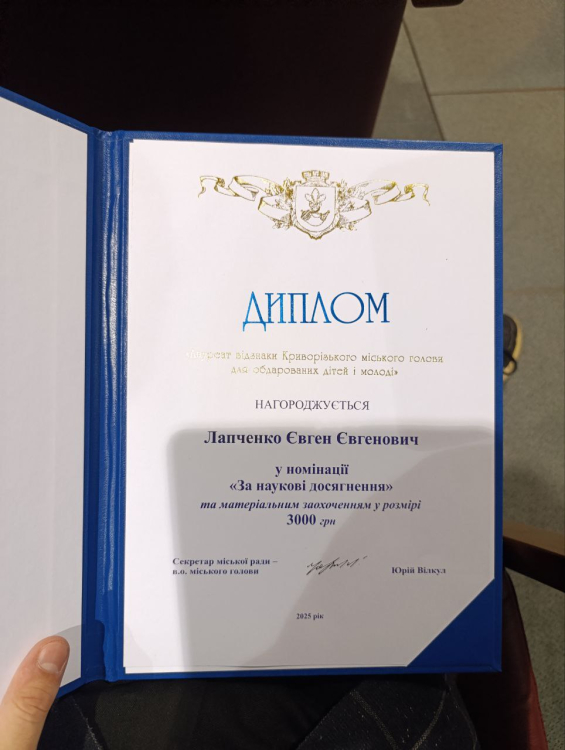 ДИПЛОМ
відзнаки Криворізького міського голови
для обдарованих дітей і молоді»
НАГОРОДЖУЄТЬСЯ
Лапченко Євген Євгенович
у номінації
«За наукові досягнення»
та матеріальним заохоченням у розмірі
3000 грн
Секретар міської ради –
в.о. міського голови
Юрій Вілкул
2025 рік